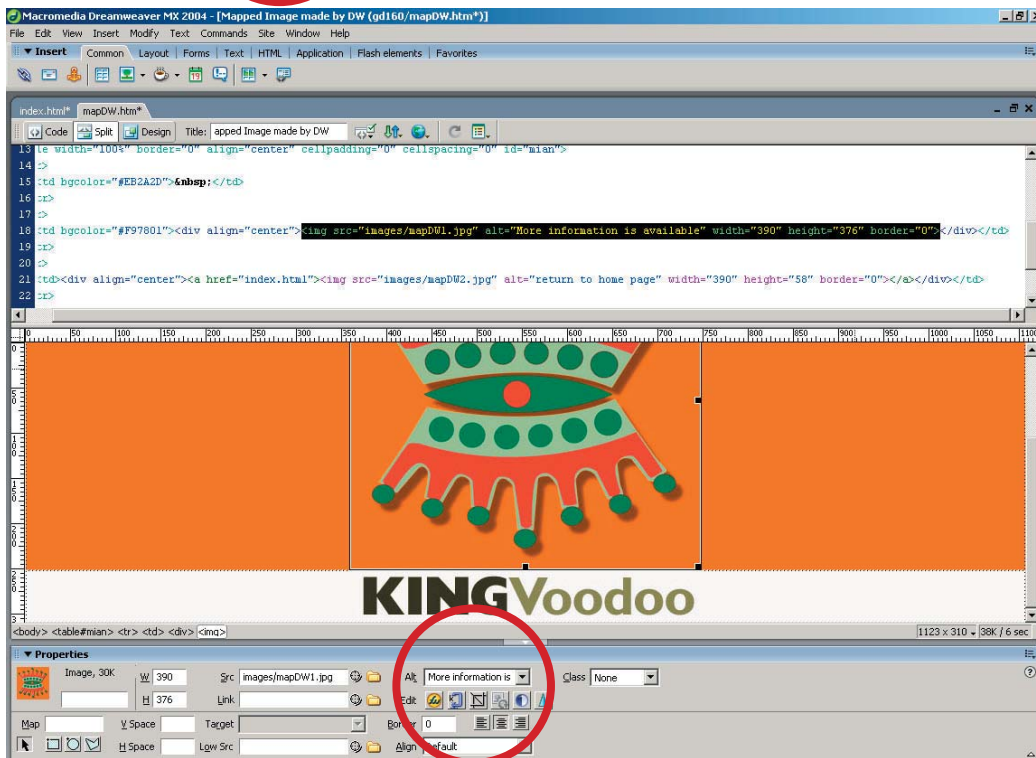 Macromedia Dreamweaver MX 2004 - [Mapped Image made by DW (gd160/mapDW.htm*)]
File Edit View Insert Modify Text Commands Site Window Help
Insert Common Layout Forms Text HTML Application Flash elements Favorites
index.html* mapDW.htm*
Code Split Design Title: apped Image made by DW
13 le width="100%" border="0" align="center" cellpadding="0" cellspacing="0" id="mian">
14 >
15 td bgcolor="#EB2A2D">&nbsp;</td>
16 r>
17 >
18 td bgcolor="#F97801"><div align="center"><img src="images/mapDW1.jpg" alt="More information is available" width="390" height="376" border="0"></div></td>
19 r>
20 >
21 td><div align="center"><a href="index.html"><img src="images/mapDW2.jpg" alt="return to home page" width="390" height="58" border="0"></a></div></td>
22 r>
0 50 100 150 200 250 300 350 400 450 500 550 600 650 700 750 800 850 900 950 1000 1050 1100
0
50
100
150
200
250
KINGVoodoo
<body> <table#mian> <tr> <td> <div> <img> 1123 x 310 38K / 6 sec
Properties
Image, 30K W 390 Src images/mapDW1.jpg Alt More information is Class None
H 376 Link Edit
Map V Space Target Border 0
H Space Low Src Align Default